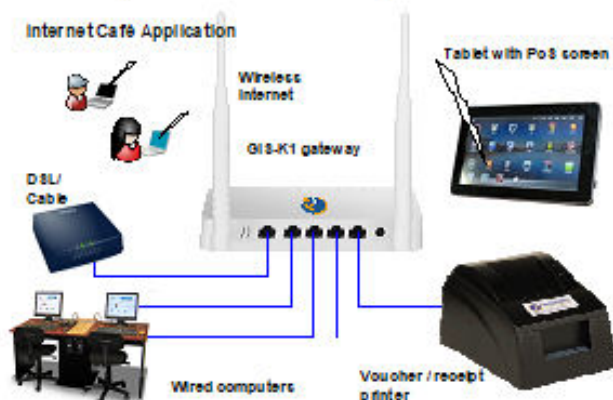 Internet Café Application
Tablet with PoS screen
Wireless
Internet
GIS-K1 gateway
DSL/
Cable
Wired computers
Voucher / receipt
printer